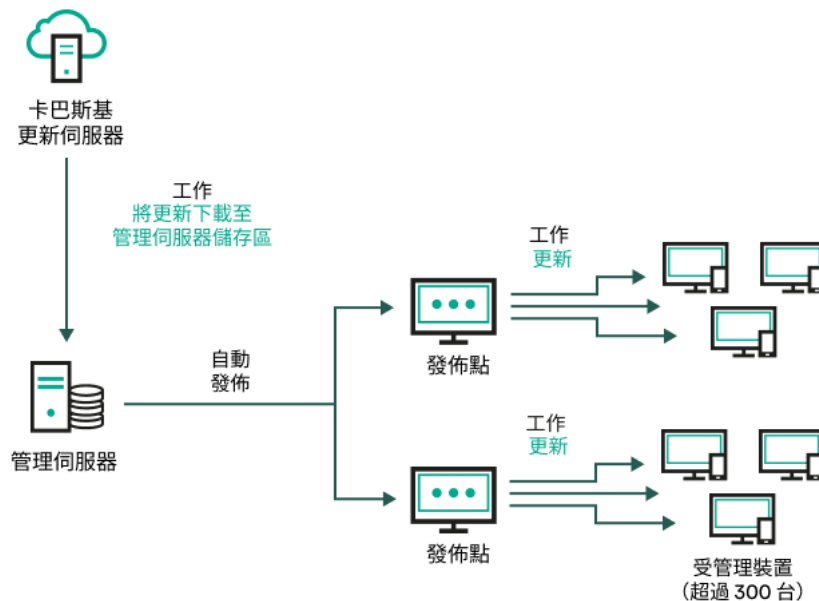 卡巴斯基
更新伺服器
工作
將更新下載至
管理伺服器儲存區
工作
更新
發佈點
自動
發佈
管理伺服器
工作
更新
發佈點
受管理裝置
（超過 300 台）